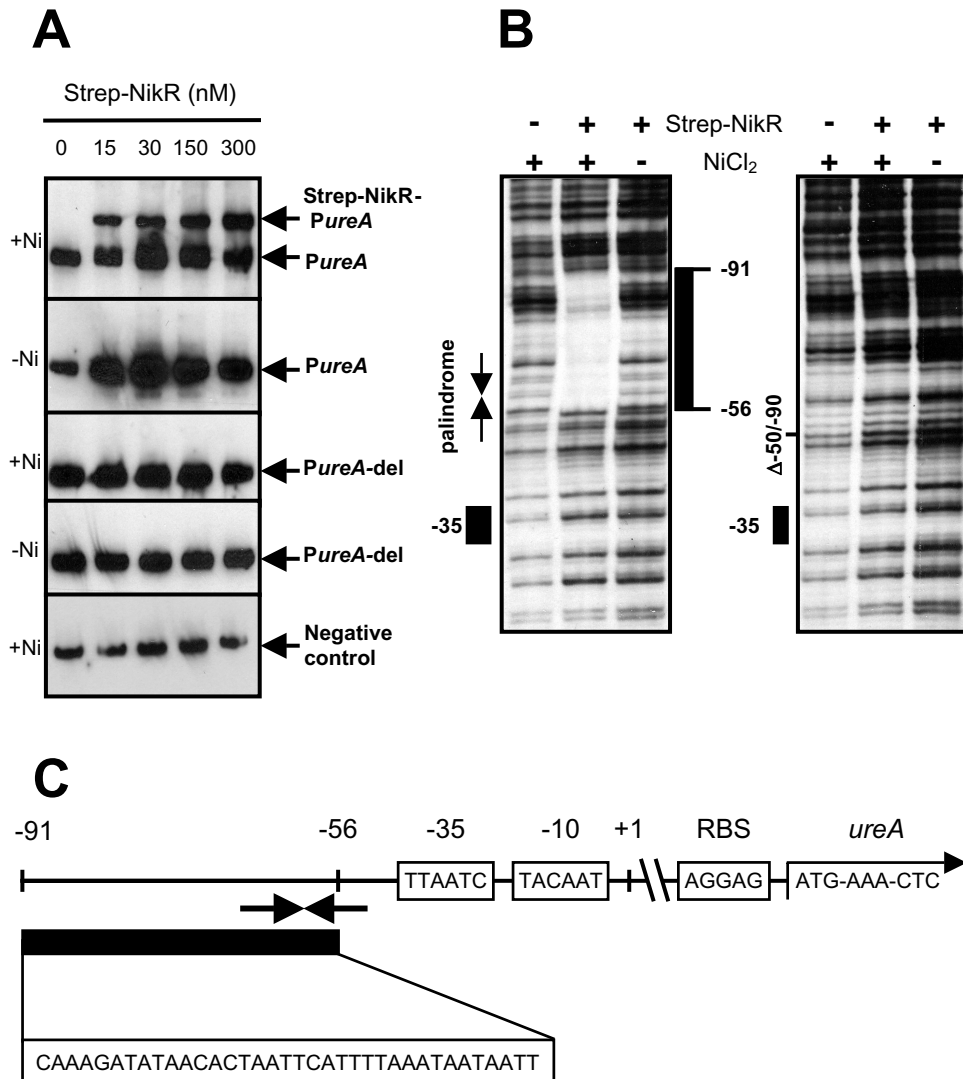 A
Strep-NikR (nM)
0 15 30 150 300
+Ni
Strep-NikR-
PureA
PureA
-Ni
PureA
+Ni
PureA-del
-Ni
PureA-del
+Ni
Negative
control
B
- + + Strep-NikR - + +
+ + - NiCl2 + + -
palindrome
-91
-56
-35
Δ-50/-90
-35
C
-91 -56 -35 -10 +1 RBS ureA
TTAATC TACAAT AGGAG ATG-AAA-CTC
CAAAGATATAACACTAATTCATTTTAAATAATAATT